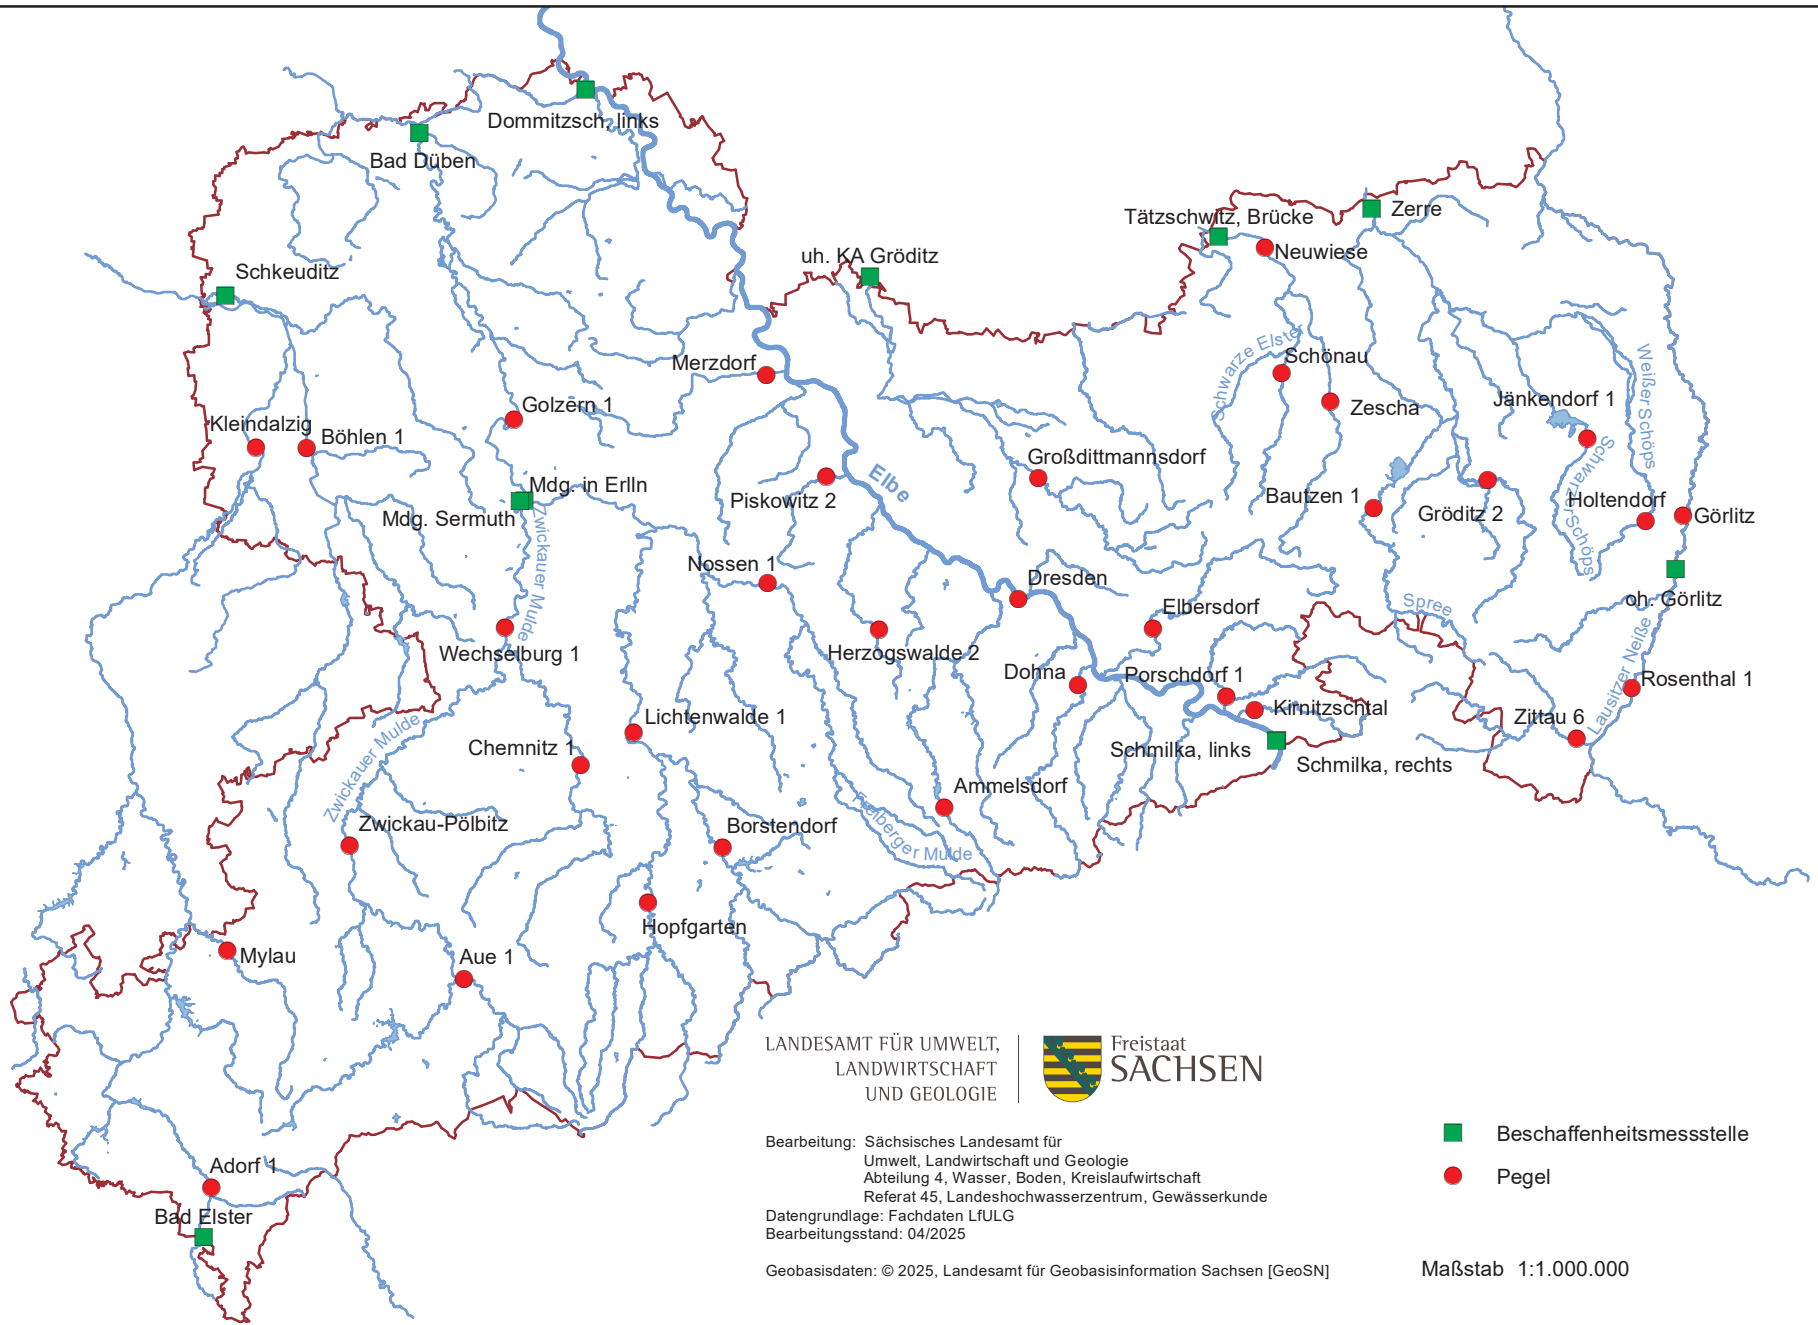 Dommitzsch, links
Bad Düben
Tätzschwitz, Brücke
Zerre
Neuwiese
uh. KA Gröditz
Schkeuditz
Schwarze Elster
Schönau
Merzdorf
Weißer Schöps
Jänkendorf 1
Golzern 1
Zescha
Kleindalzig
Böhlen 1
Schwarzer Schöps
Großdittmannsdorf
Elbe
Mdg. in Erlln
Piskowitz 2
Bautzen 1
Holtendorf
Gröditz 2
Görlitz
Mdg. Sermuth
Zwickauer Mulde
Nossen 1
Dresden
oh. Görlitz
Elbersdorf
Spree
Wechselburg 1
Herzogswalde 2
Dohna
Porschdorf 1
Lausitzer Neiße
Rosenthal 1
Kirnitzschtal
Lichtenwalde 1
Zittau 6
Zwickauer Mulde
Chemnitz 1
Schmilka, links
Schmilka, rechts
Ammelsdorf
Zwickau-Pölbitz
Borstendorf
Freiberger Mulde
Hopfgarten
Mylau
Aue 1
Adorf 1
Bad Elster
LANDESAMT FÜR UMWELT,
LANDWIRTSCHAFT
UND GEOLOGIE
Freistaat
SACHSEN
Bearbeitung: Sächsisches Landesamt für
Umwelt, Landwirtschaft und Geologie
Abteilung 4, Wasser, Boden, Kreislaufwirtschaft
Referat 45, Landeshochwasserzentrum, Gewässerkunde
Datengrundlage: Fachdaten LfULG
Bearbeitungsstand: 04/2025
Geobasisdaten: © 2025, Landesamt für Geobasisinformation Sachsen [GeoSN]
Beschaffenheitsmessstelle
Pegel
Maßstab 1:1.000.000